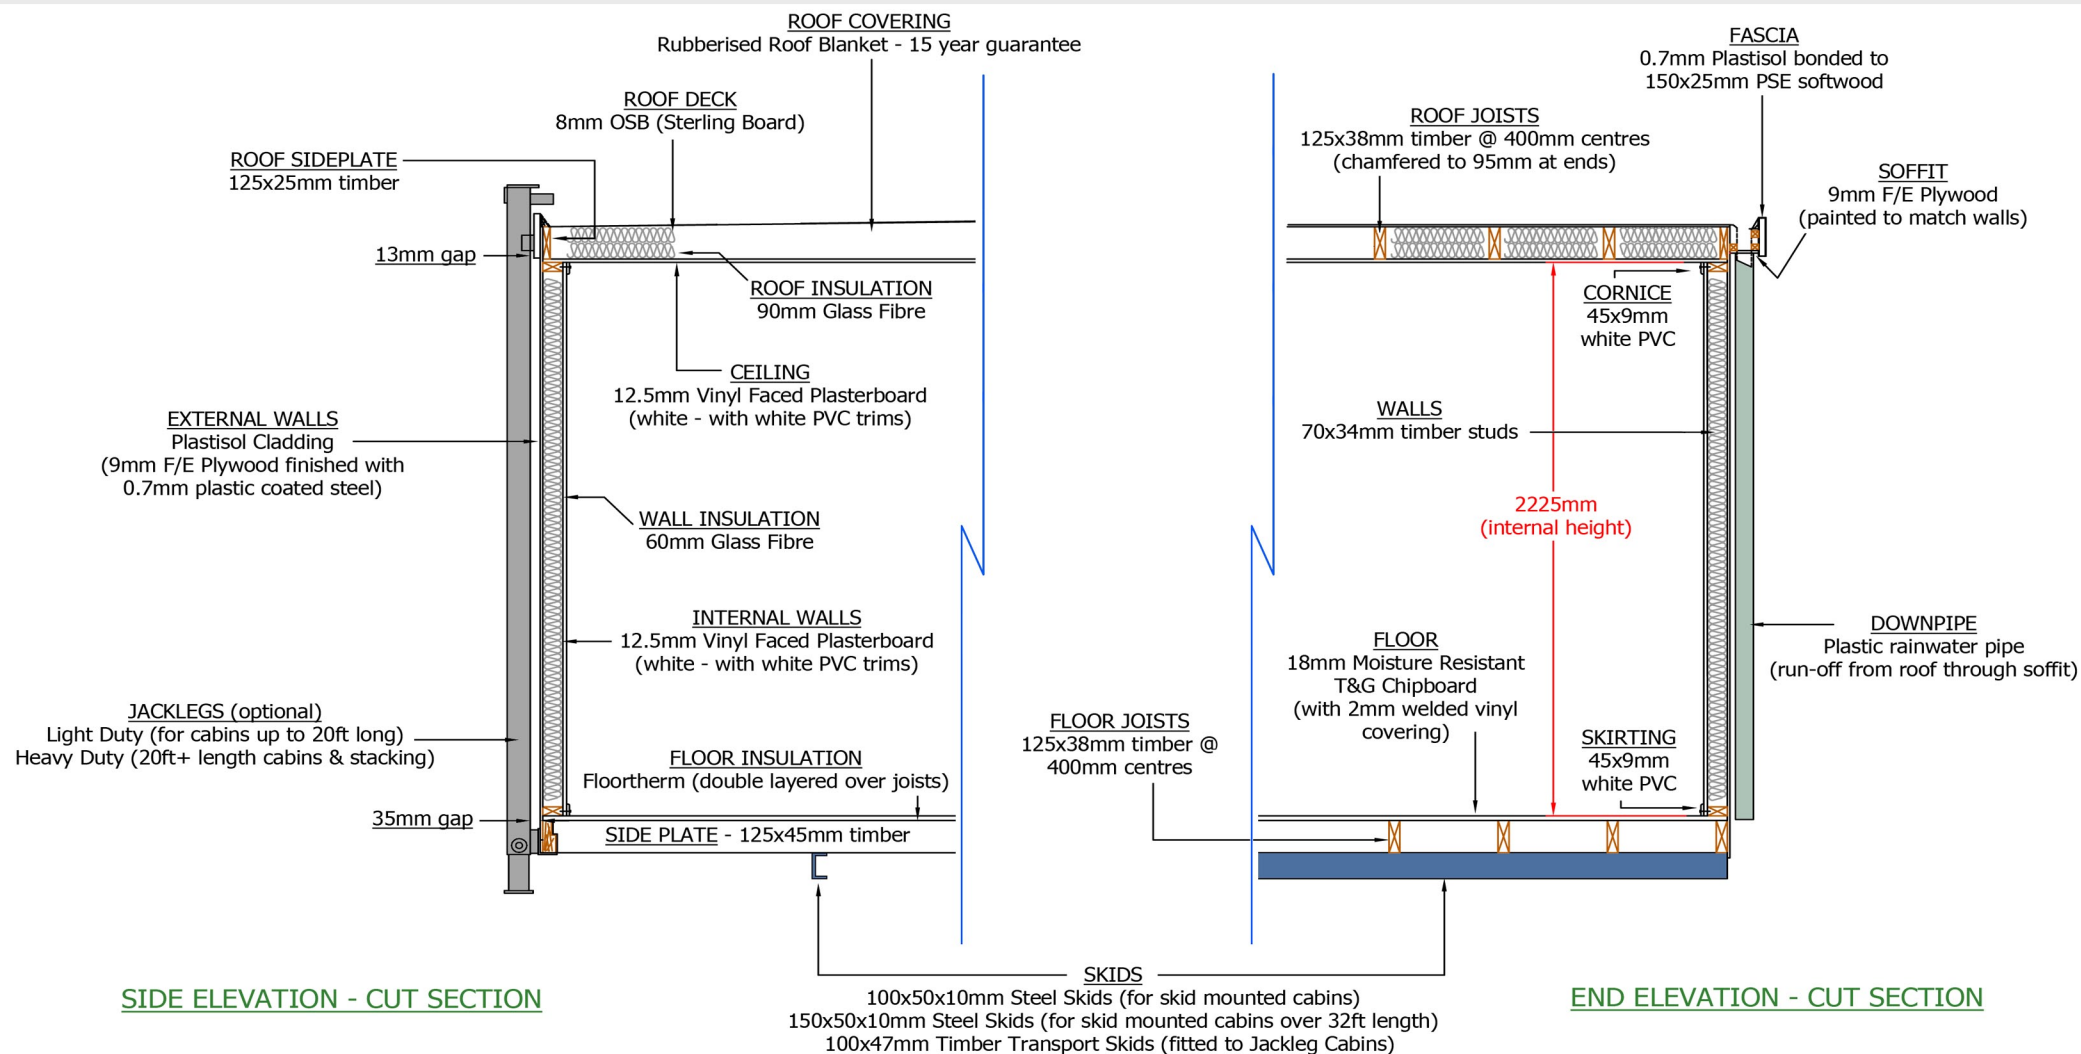 ROOF COVERING
Rubberised Roof Blanket - 15 year guarantee
ROOF DECK
8mm OSB (Sterling Board)
ROOF SIDEPLATE
125x25mm timber
13mm gap
ROOF INSULATION
90mm Glass Fibre
CEILING
12.5mm Vinyl Faced Plasterboard
(white - with white PVC trims)
EXTERNAL WALLS
Plastisol Cladding
(9mm F/E Plywood finished with
0.7mm plastic coated steel)
WALL INSULATION
60mm Glass Fibre
INTERNAL WALLS
12.5mm Vinyl Faced Plasterboard
(white - with white PVC trims)
JACKLEGS (optional)
Light Duty (for cabins up to 20ft long)
Heavy Duty (20ft+ length cabins & stacking)
FLOOR INSULATION
Floortherm (double layered over joists)
35mm gap
SIDE PLATE - 125x45mm timber
SIDE ELEVATION - CUT SECTION
FASCIA
0.7mm Plastisol bonded to
150x25mm PSE softwood
ROOF JOISTS
125x38mm timber @ 400mm centres
(chamfered to 95mm at ends)
SOFFIT
9mm F/E Plywood
(painted to match walls)
CORNICE
45x9mm
white PVC
WALLS
70x34mm timber studs
2225mm
(internal height)
DOWNPIPE
Plastic rainwater pipe
(run-off from roof through soffit)
FLOOR
18mm Moisture Resistant
T&G Chipboard
(with 2mm welded vinyl
covering)
FLOOR JOISTS
125x38mm timber @
400mm centres
SKIRTING
45x9mm
white PVC
SKIDS
100x50x10mm Steel Skids (for skid mounted cabins)
150x50x10mm Steel Skids (for skid mounted cabins over 32ft length)
100x47mm Timber Transport Skids (fitted to Jackleg Cabins)
END ELEVATION - CUT SECTION